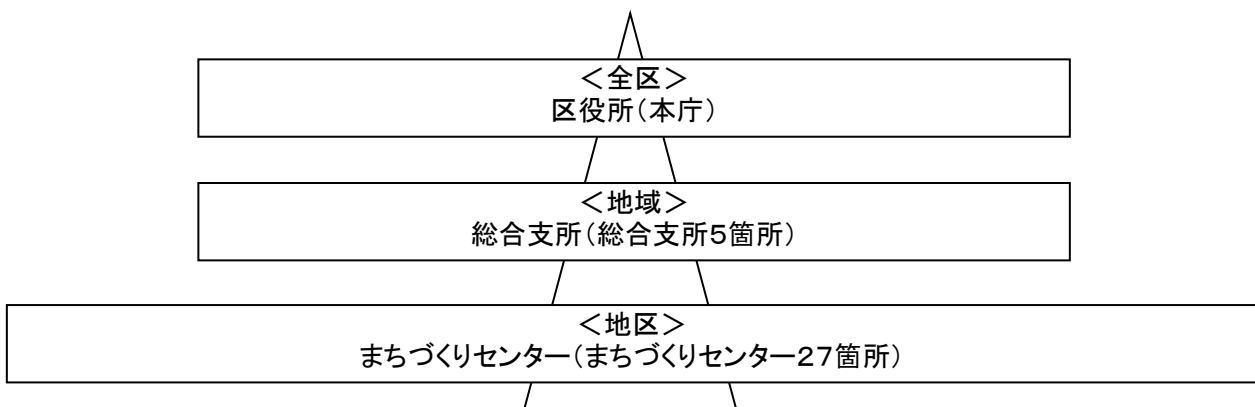 ＜全区＞
区役所（本庁）
＜地域＞
総合支所（総合支所５箇所）
＜地区＞
まちづくりセンター（まちづくりセンター２７箇所）